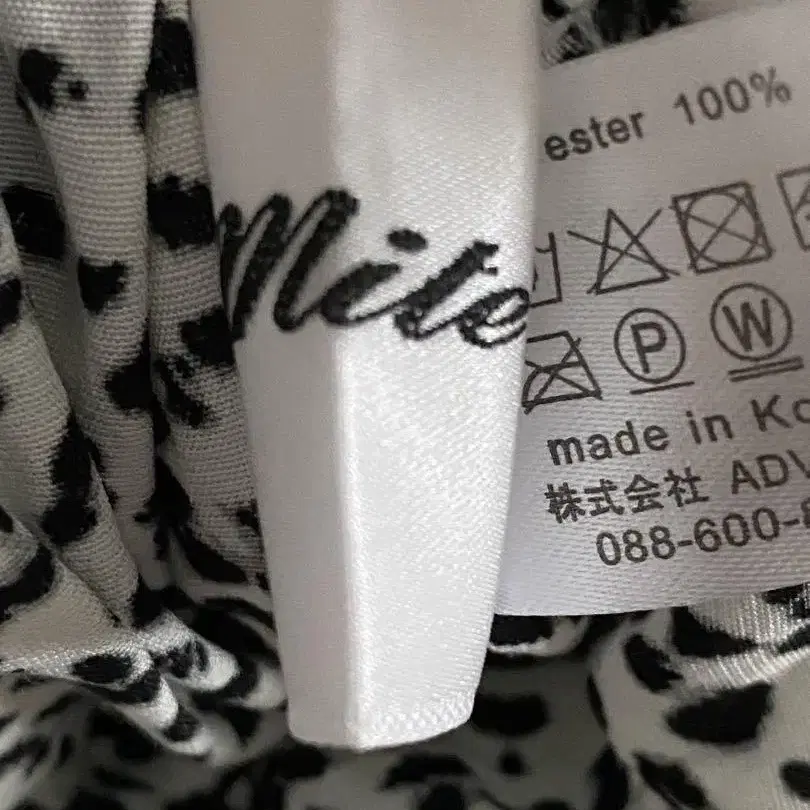 Mite
ester 100%
P W
made in Ko
株式会社 ADV
088-600-